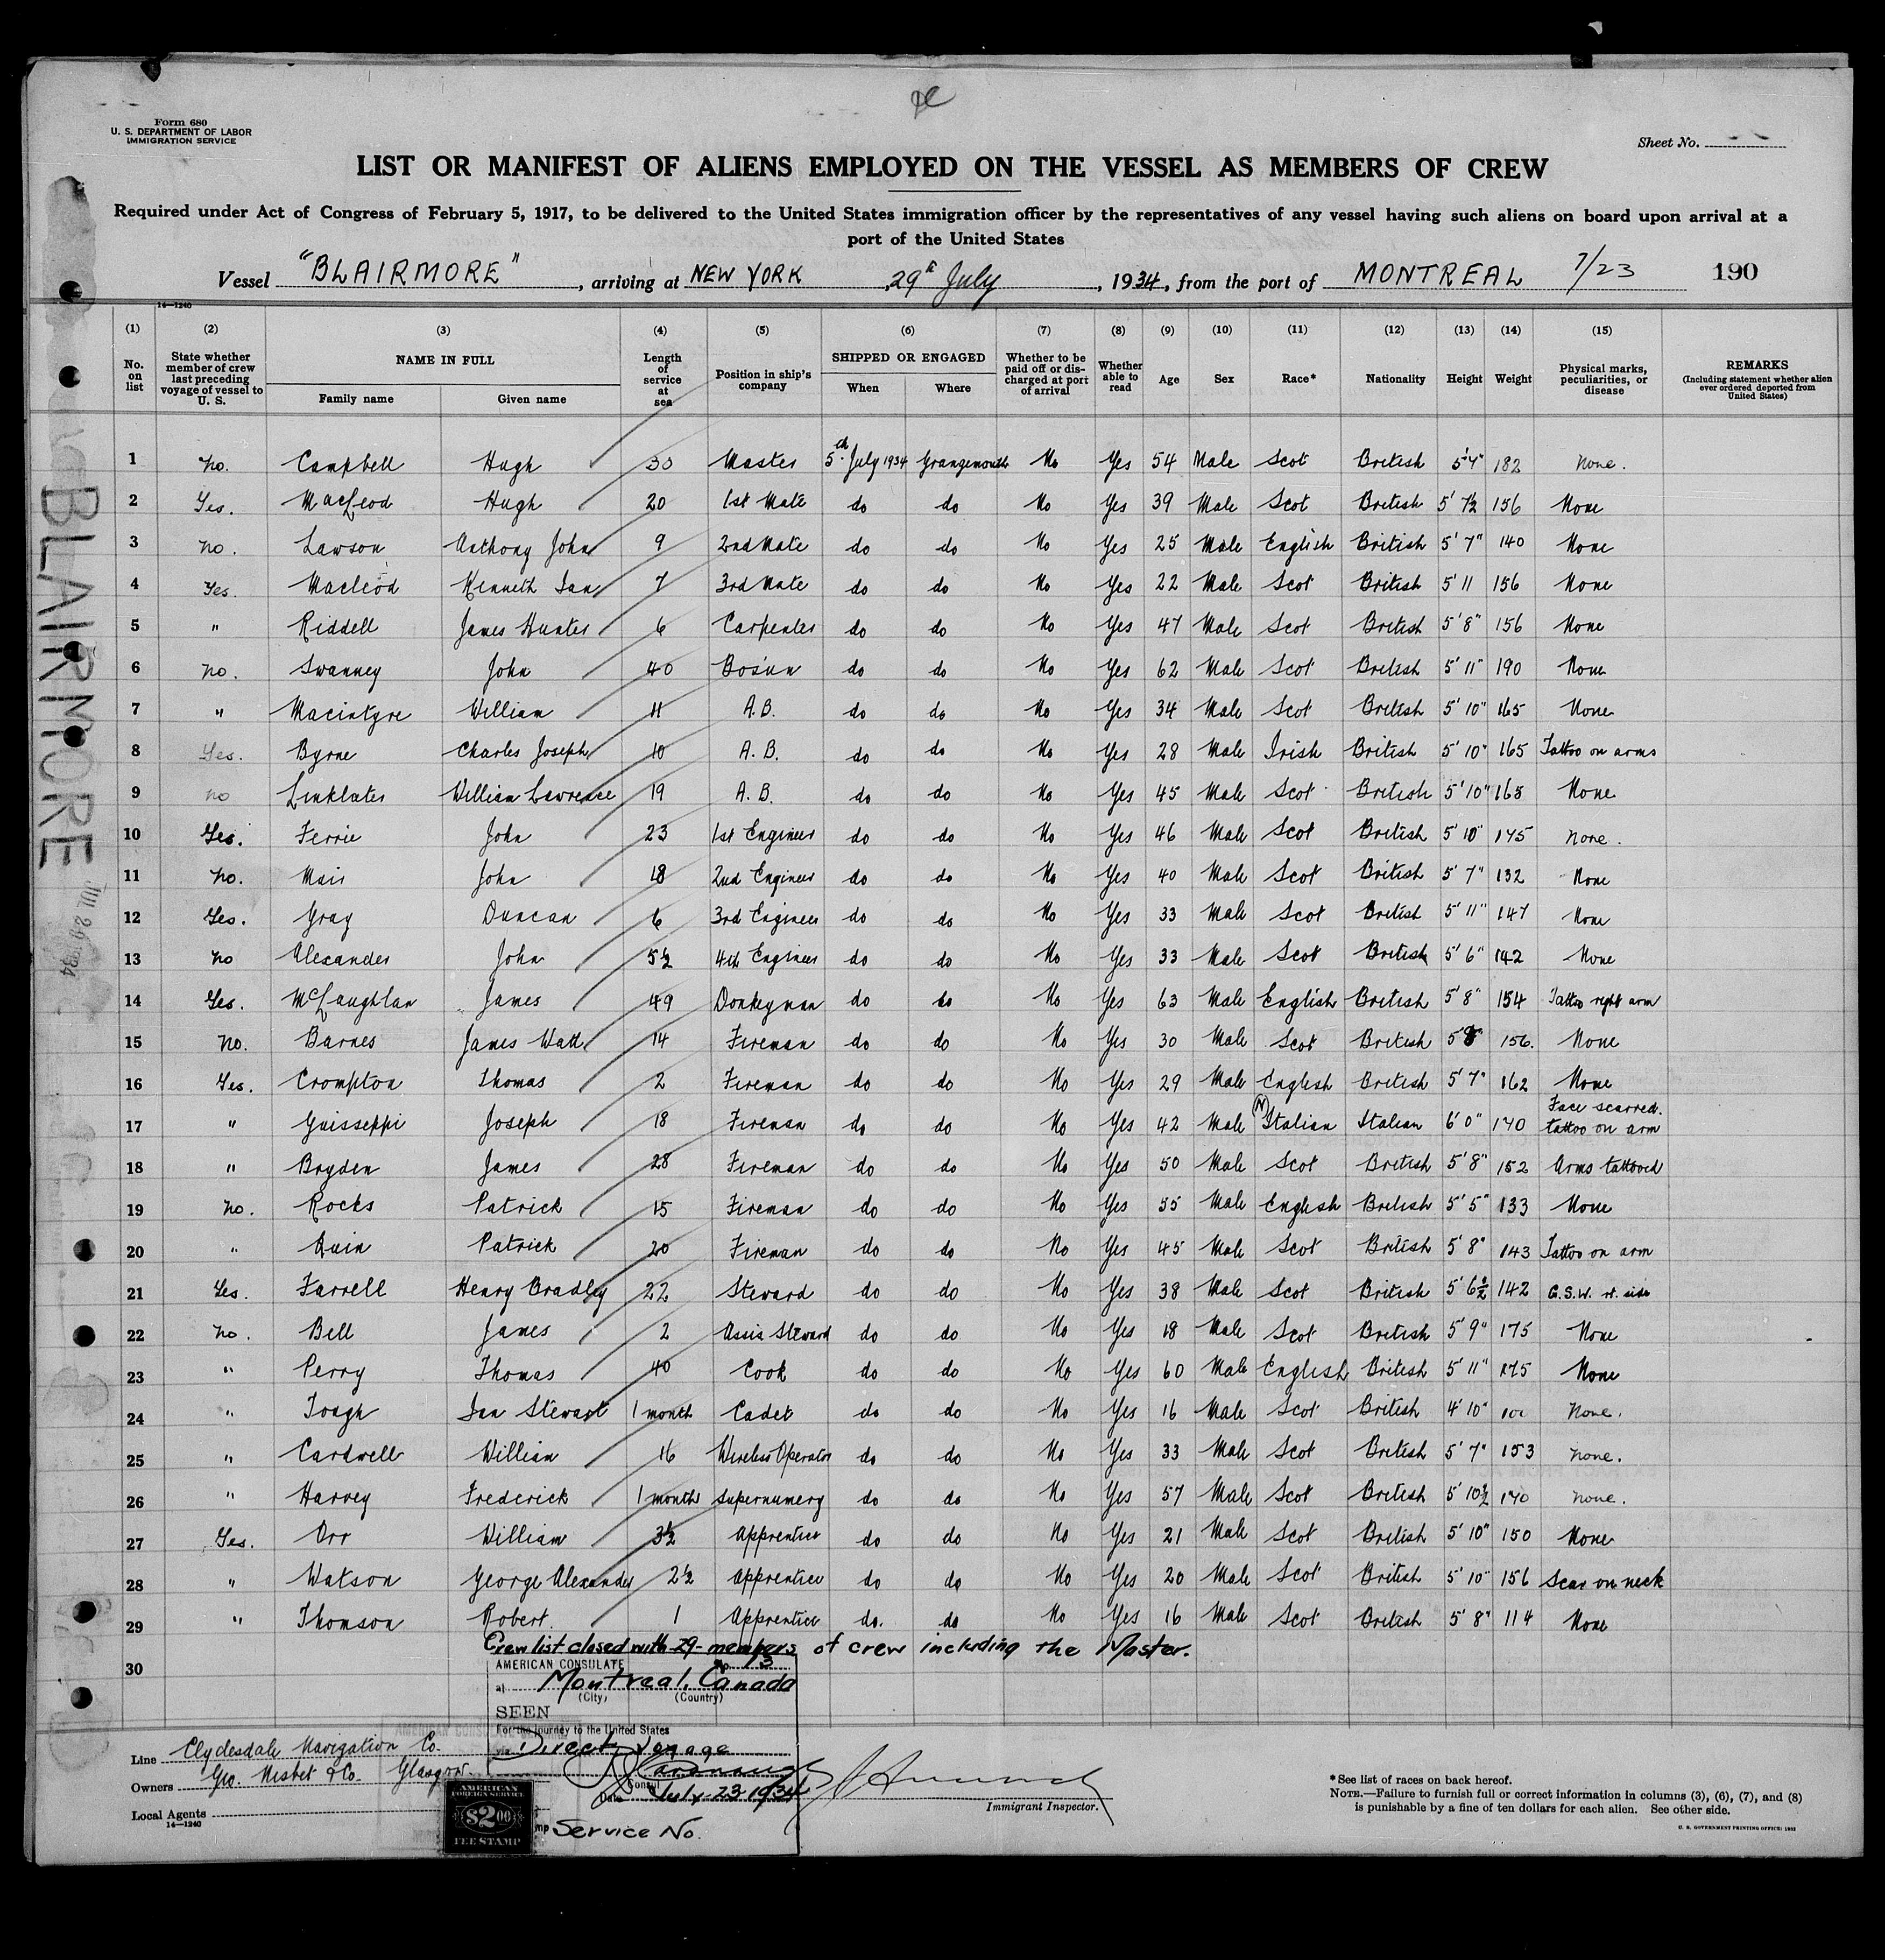 Form 680
U. S. DEPARTMENT OF LABOR
IMMIGRATION SERVICE
Sheet No.
LIST OR MANIFEST OF ALIENS EMPLOYED ON THE VESSEL AS MEMBERS OF CREW
Required under Act of Congress of February 5, 1917, to be delivered to the United States immigration officer by the representatives of any vessel having such aliens on board upon arrival at a
port of the United States
Vessel "BLAIRMORE", arriving at NEW YORK 29th July, 1934, from the port of MONTREAL 7/23 190
14—1240
(1) (2) (3) (4) (5) (6) (7) (8) (9) (10) (11) (12) (13) (14) (15)
No. on list State whether member of crew last preceding voyage of vessel to U. S. NAME IN FULL Family name Given name Length of service at sea Position in ship's company SHIPPED OR ENGAGED When Where Whether to be paid off or discharged at port of arrival Whether able to read Age Sex Race* Nationality Height Weight Physical marks, peculiarities, or disease REMARKS (Including statement whether alien ever ordered deported from United States)
1 No. Campbell Hugh 30 Master 5th July 1934 Grangemouth No Yes 54 Male Scot British 182 None.
2 Yes. MacLeod Hugh 20 1st Mate do do No Yes 39 Male Scot British 5' 7½ 156 None
3 No. Lawson Anthony John 9 2nd Mate do do No Yes 25 Male English British 5' 7" 140 None
4 Yes. Macleod Kenneth Ian 7 3rd Mate do do No Yes 22 Male Scot British 5' 11 156 None
5 " Riddell James Hunter 6 Carpenter do do No Yes 47 Male Scot British 5' 8" 156 None
6 No. Swanney John 40 Bosun do do No Yes 62 Male Scot British 5' 11" 190 None
7 " Macintyre William 11 A.B. do do No Yes 34 Male Scot British 5' 10" 165 None
8 Yes. Byrne Charles Joseph 10 A.B. do do No Yes 28 Male Irish British 5' 10" 165 Tattoo on arms
9 no Linklater William Lawrence 19 A.B. do do No Yes 45 Male Scot British 5' 10" 168 None
10 Yes. Ferrie John 23 1st Engineer do do No Yes 46 Male Scot British 5' 10" 175 None.
11 No. Mair John 18 2nd Engineer do do No Yes 40 Male Scot British 5' 7" 132 None
12 Yes. Gray Duncan 6 3rd Engineer do do No Yes 33 Male Scot British 5' 11" 147 None
13 No Alexander John 5½ 4th Engineer do do No Yes 33 Male Scot British 5' 6" 142 None
14 Yes. McLaughlan James 49 Donkeyman do do No Yes 63 Male English British 5' 8" 154 Tattoo right arm
15 No. Barnes James Watt 14 Fireman do do No Yes 30 Male Scot British 156. None
16 Yes. Crompton Thomas 2 Fireman do do No Yes 29 Male English British 5' 7" 162 None
17 " Guisseppi Joseph 18 Fireman do do No Yes 42 Male (N) Italian Italian 6' 0" 170 Face scarred. tattoo on arm
18 " Bryden James 28 Fireman do do No Yes 50 Male Scot British 5' 8" 152 Arms tattooed
19 No. Rocks Patrick 15 Fireman do do No Yes 55 Male English British 5' 5" 133 None
20 " Quin Patrick 20 Fireman do do No Yes 45 Male Scot British 5' 8" 143 Tattoo on arm
21 Yes. Farrell Henry Bradley 22 Steward do do No Yes 38 Male Scot British 5' 6½ 142 G.S.W. rt. side
22 No. Bell James 2 Assis Steward do do No Yes 18 Male Scot British 5' 9" 175 None
23 " Perry Thomas 40 Cook do do No Yes 60 Male English British 5' 11" 175 None
24 " Tough Ian Stewart 1 month Cadet do do No Yes 16 Male Scot British 4' 10" 100 None.
25 " Cardwell William 16 Wireless Operator do do No Yes 33 Male Scot British 5' 7" 153 None.
26 " Harvey Frederick 1 month Supernumery do do No Yes 57 Male Scot British 5' 10½ 170 None.
27 Yes. Orr William 3½ Apprentice do do No Yes 21 Male Scot British 5' 10" 150 None
28 " Watson George Alexander 2½ Apprentice do do No Yes 20 Male Scot British 5' 10" 156 Scar on neck
29 " Thomson Robert 1 Apprentice do. do No Yes 16 Male Scot British 5' 8" 114 None
Crew list closed with -29- members of crew including the Master.
30
BLAIRMORE
JUL 29 1934
AMERICAN CONSULATE No. 13
at Montreal, Canada
(City) (Country)
SEEN
For the journey to the United States
via Direct Voyage
Consul
Date July-23-1934
Service No.
AMERICAN
FOREIGN SERVICE
$2.00
FEE STAMP
Line Clydesdale Navigation Co.
Owners Geo. Nisbet & Co. Glasgow
Local Agents
14—1240
Immigrant Inspector.
*See list of races on back hereof.
NOTE.—Failure to furnish full or correct information in columns (3), (6), (7), and (8)
is punishable by a fine of ten dollars for each alien. See other side.
U. S. GOVERNMENT PRINTING OFFICE: 1932